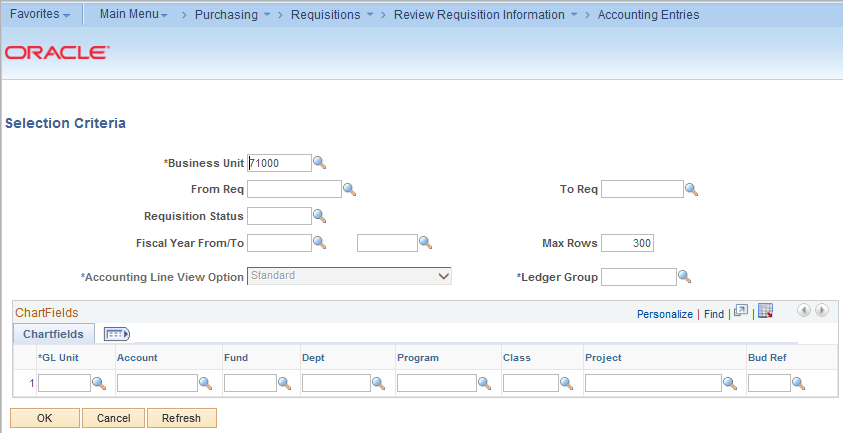 Favorites Main Menu > Purchasing > Requisitions > Review Requisition Information > Accounting Entries
ORACLE
Selection Criteria
*Business Unit 71000
From Req To Req
Requisition Status
Fiscal Year From/To Max Rows 300
*Accounting Line View Option Standard *Ledger Group
ChartFields Personalize | Find | |
Chartfields
*GL Unit Account Fund Dept Program Class Project Bud Ref
1
OK Cancel Refresh